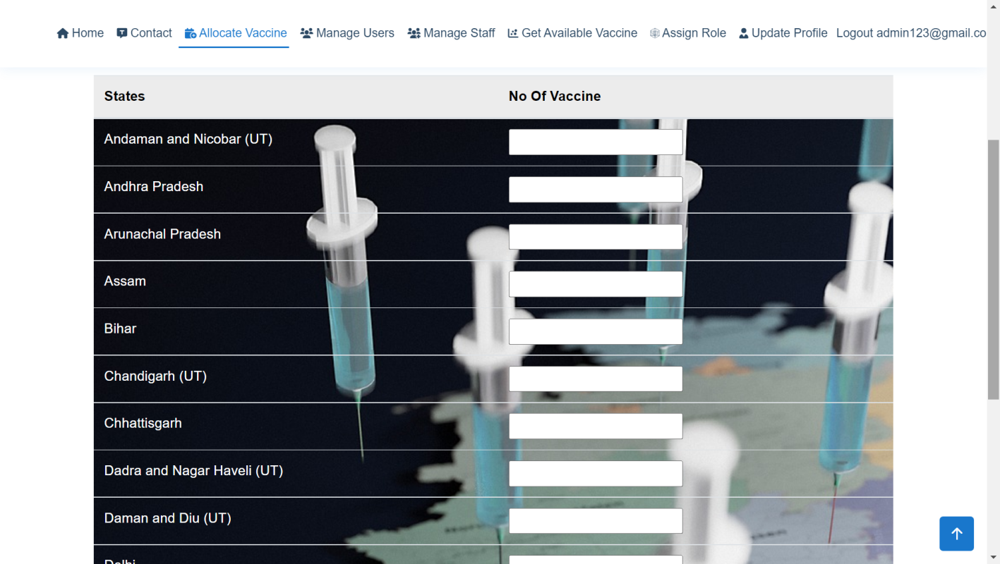 Home Contact Allocate Vaccine Manage Users Manage Staff Get Available Vaccine Assign Role Update Profile Logout admin123@gmail.co
States No Of Vaccine
Andaman and Nicobar (UT)
Andhra Pradesh
Arunachal Pradesh
Assam
Bihar
Chandigarh (UT)
Chhattisgarh
Dadra and Nagar Haveli (UT)
Daman and Diu (UT)
Delhi